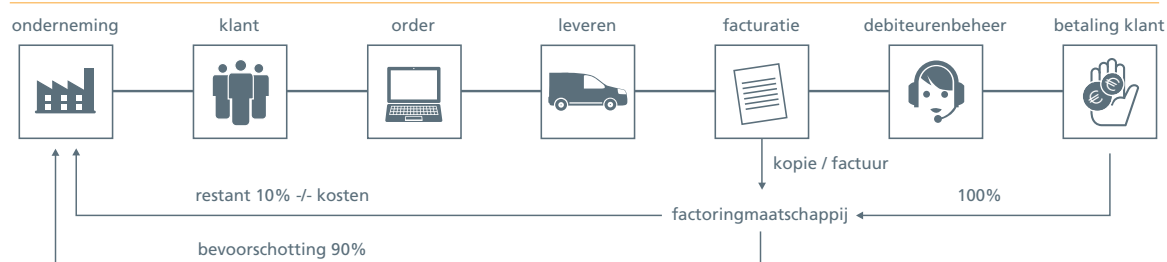 onderneming klant order leveren facturatie debiteurenbeheer betaling klant
€ €
kopie / factuur
restant 10% -/- kosten 100%
factoringmaatschappij
bevoorschotting 90%